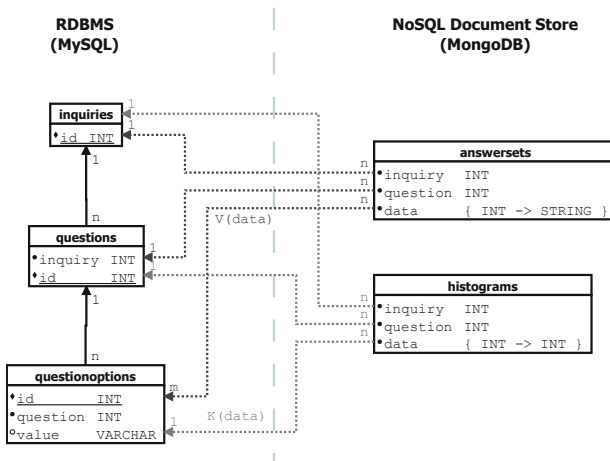 RDBMS
(MySQL)
NoSQL Document Store
(MongoDB)
inquiries
id INT
1
1
1
n
questions
inquiry INT
id INT
1
1
1
n
questionoptions
id INT
question INT
value VARCHAR
m
1
V(data)
K(data)
answersets
n inquiry INT
n question INT
n data { INT -> STRING }
histograms
n inquiry INT
n question INT
n data { INT -> INT }